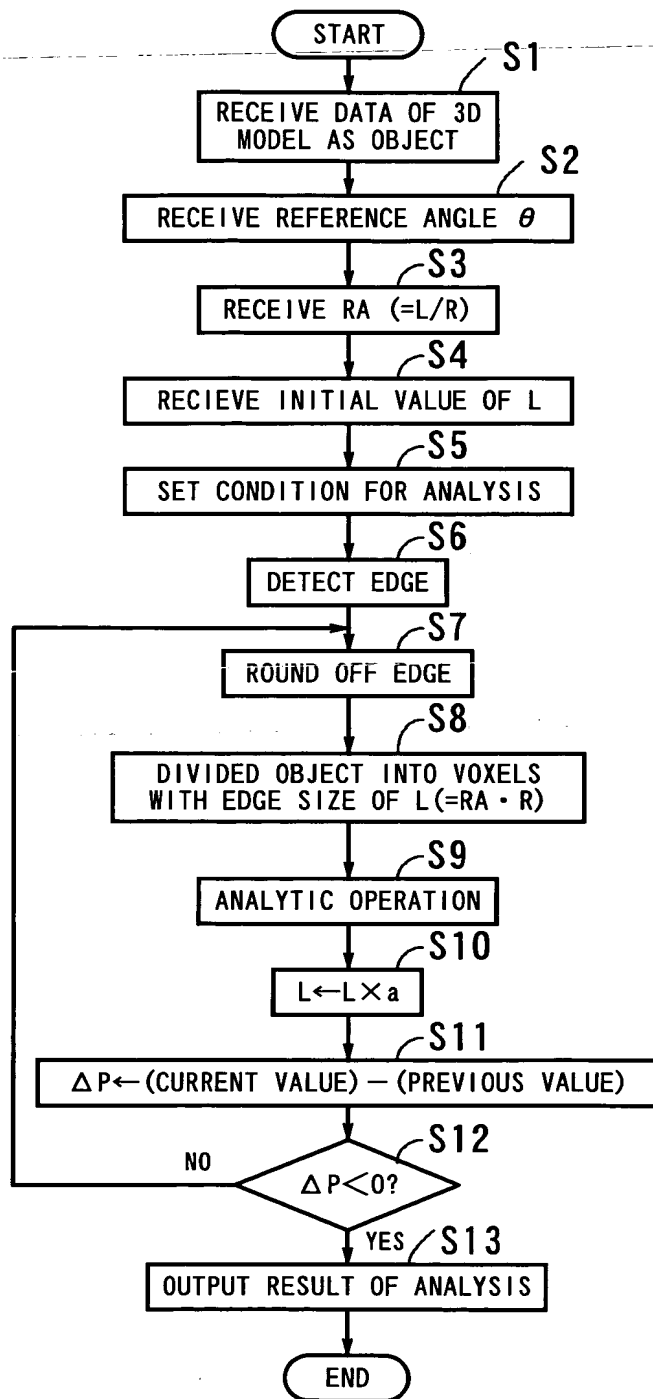 START
S1
RECEIVE DATA OF 3D
MODEL AS OBJECT
S2
RECEIVE REFERENCE ANGLE θ
S3
RECEIVE RA (=L/R)
S4
RECIEVE INITIAL VALUE OF L
S5
SET CONDITION FOR ANALYSIS
S6
DETECT EDGE
S7
ROUND OFF EDGE
S8
DIVIDED OBJECT INTO VOXELS
WITH EDGE SIZE OF L(=RA・R)
S9
ANALYTIC OPERATION
S10
L←L×a
S11
ΔP←(CURRENT VALUE)−(PREVIOUS VALUE)
S12
NO
ΔP<0?
YES
S13
OUTPUT RESULT OF ANALYSIS
END